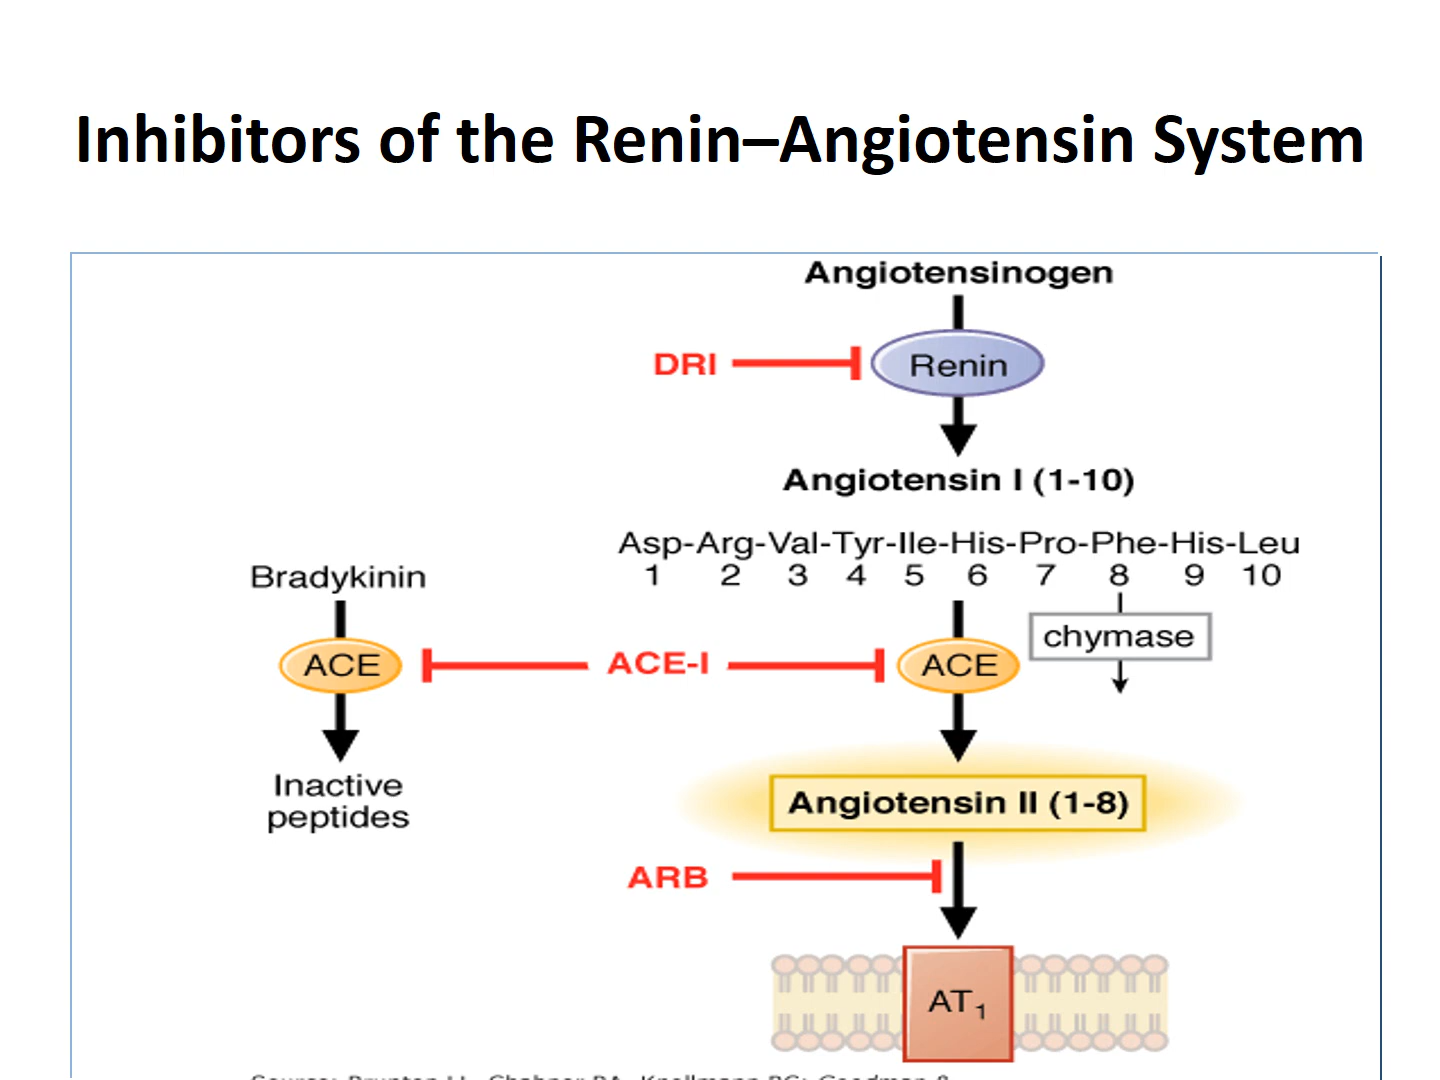 Inhibitors of the Renin–Angiotensin System
Angiotensinogen
DRI
Renin
Angiotensin I (1-10)
Asp-Arg-Val-Tyr-Ile-His-Pro-Phe-His-Leu
1 2 3 4 5 6 7 8 9 10
Bradykinin
chymase
ACE
ACE-I
ACE
Inactive
peptides
Angiotensin II (1-8)
ARB
AT1